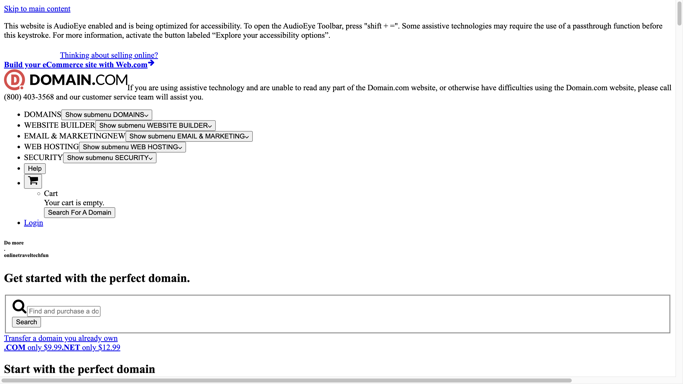 Skip to main content
This website is AudioEye enabled and is being optimized for accessibility. To open the AudioEye Toolbar, press "shift + =". Some assistive technologies may require the use of a passthrough function before
this keystroke. For more information, activate the button labeled “Explore your accessibility options”.
Thinking about selling online?
Build your eCommerce site with Web.com
DOMAIN.COM If you are using assistive technology and are unable to read any part of the Domain.com website, or otherwise have difficulties using the Domain.com website, please call
(800) 403-3568 and our customer service team will assist you.
DOMAINS Show submenu DOMAINS
WEBSITE BUILDER Show submenu WEBSITE BUILDER
EMAIL & MARKETINGNEW Show submenu EMAIL & MARKETING
WEB HOSTING Show submenu WEB HOSTING
SECURITY Show submenu SECURITY
Help
Cart
Your cart is empty.
Search For A Domain
Login
Do more
.
onlinetraveltechfun
Get started with the perfect domain.
Find and purchase a do
Search
Transfer a domain you already own
.COM only $9.99.NET only $12.99
Start with the perfect domain